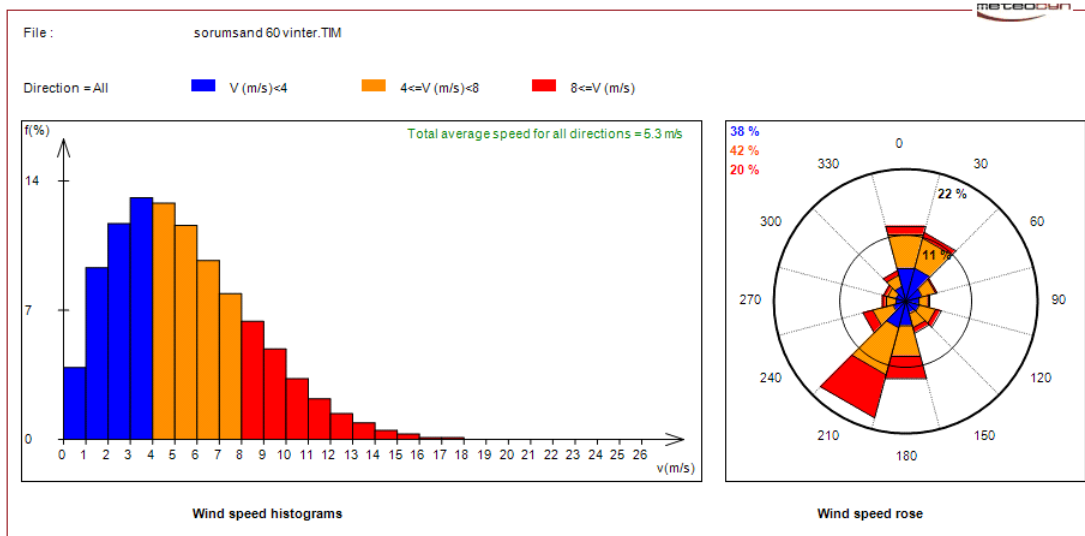 meteodyn
File : sorumsand 60 vinter.TIM
Direction = All V (m/s)<4 4<=V (m/s)<8 8<=V (m/s)
f(%)
Total average speed for all directions = 5.3 m/s
14
7
0
0 1 2 3 4 5 6 7 8 9 10 11 12 13 14 15 16 17 18 19 20 21 22 23 24 25 26
v(m/s)
Wind speed histograms
38 %
42 %
20 %
0
330 30
22 %
300 60
11 %
270 90
240 120
210 150
180
Wind speed rose